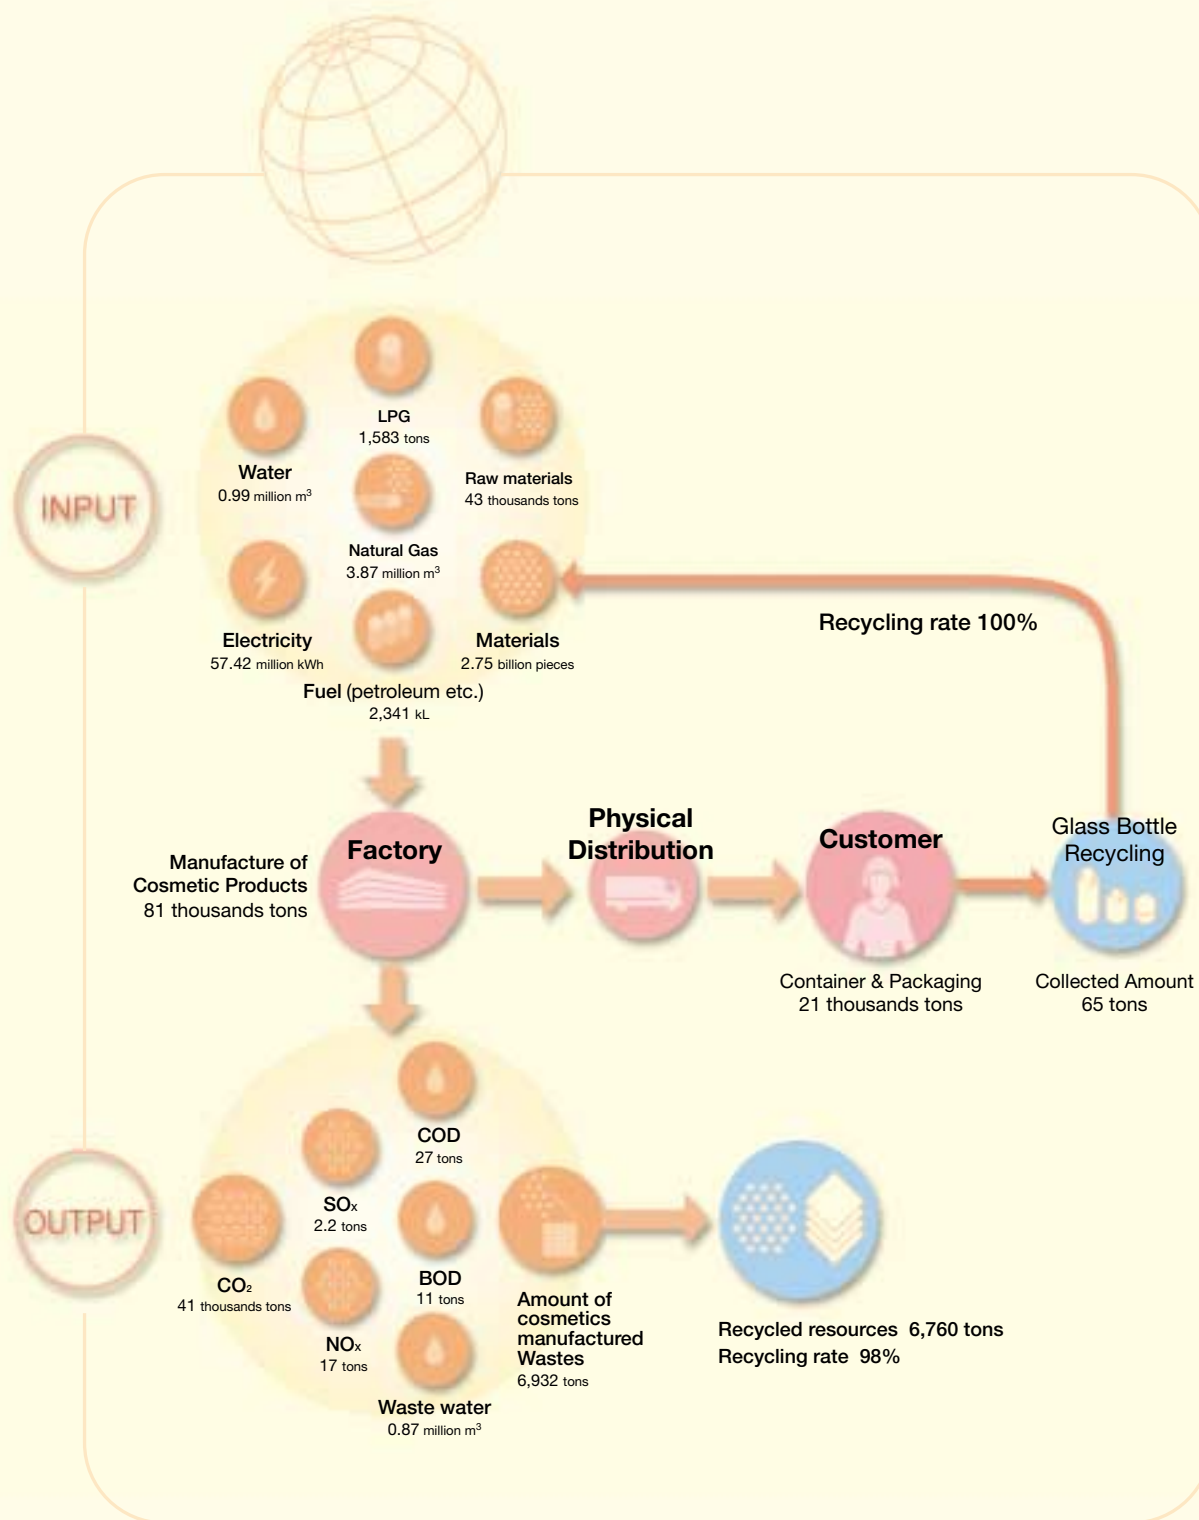 LPG
1,583 tons
Water
0.99 million m³
Raw materials
43 thousands tons
INPUT
Natural Gas
3.87 million m³
Electricity
57.42 million kWh
Materials
2.75 billion pieces
Fuel (petroleum etc.)
2,341 kL
Recycling rate 100%
Manufacture of
Cosmetic Products
81 thousands tons
Factory
Physical
Distribution
Customer
Container & Packaging
21 thousands tons
Glass Bottle
Recycling
Collected Amount
65 tons
OUTPUT
COD
27 tons
SOx
2.2 tons
CO₂
41 thousands tons
BOD
11 tons
NOx
17 tons
Waste water
0.87 million m³
Amount of
cosmetics
manufactured
Wastes
6,932 tons
Recycled resources 6,760 tons
Recycling rate 98%